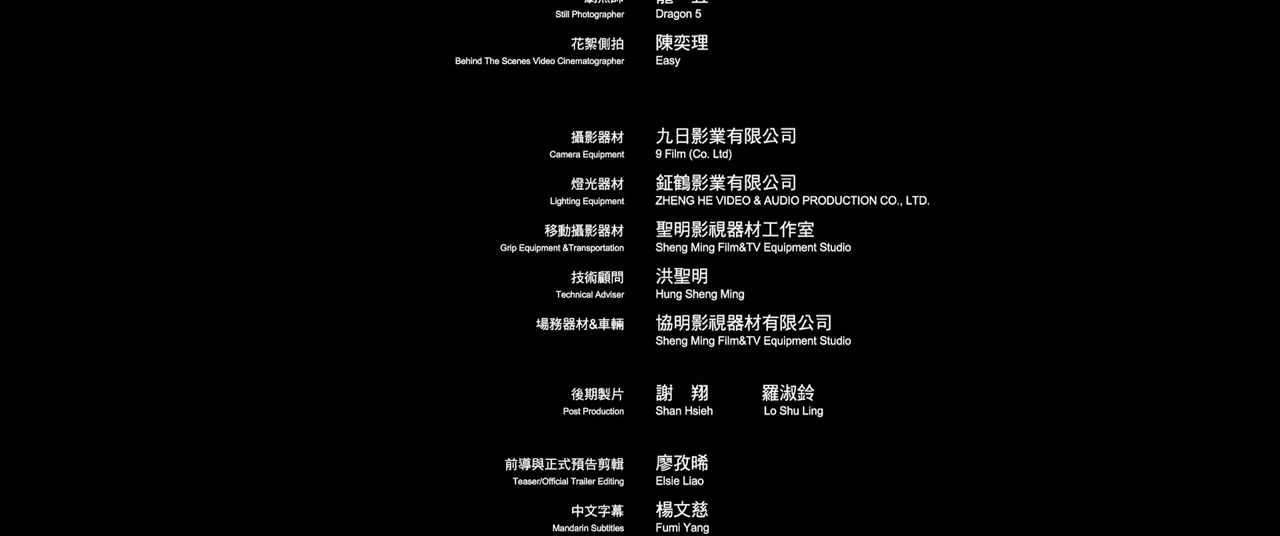 Still Photographer Dragon 5
花絮側拍 陳奕理
Behind The Scenes Video Cinematographer Easy
攝影器材 九日影業有限公司
Camera Equipment 9 Film (Co. Ltd)
燈光器材 鉦鶴影業有限公司
Lighting Equipment ZHENG HE VIDEO & AUDIO PRODUCTION CO., LTD.
移動攝影器材 聖明影視器材工作室
Grip Equipment &Transportation Sheng Ming Film&TV Equipment Studio
技術顧問 洪聖明
Technical Adviser Hung Sheng Ming
場務器材&車輛 協明影視器材有限公司
Sheng Ming Film&TV Equipment Studio
後期製片 謝　翔 羅淑鈴
Post Production Shan Hsieh Lo Shu Ling
前導與正式預告剪輯 廖孜晞
Teaser/Official Trailer Editing Elsie Liao
中文字幕 楊文慈
Mandarin Subtitles Fumi Yang